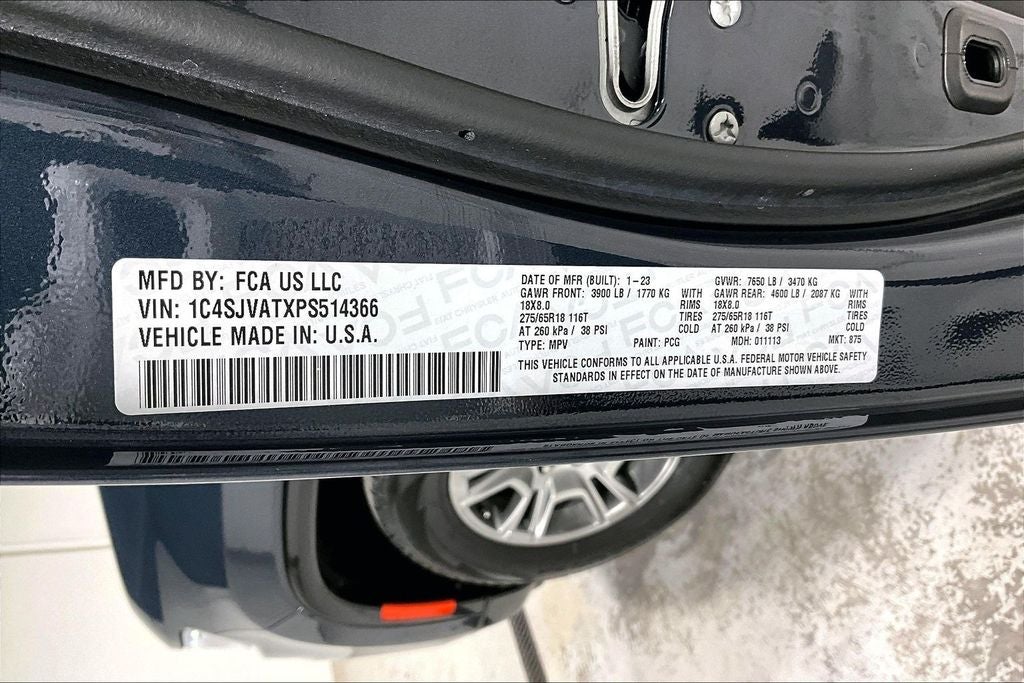 MFD BY: FCA US LLC
VIN: 1C4SJVATXPS514366
VEHICLE MADE IN: U.S.A.
DATE OF MFR (BUILT): 1-23 GVWR: 7650 LB / 3470 KG
GAWR FRONT: 3900 LB / 1770 KG WITH GAWR REAR: 4600 LB / 2087 KG WITH
18X8.0 RIMS 18X8.0 RIMS
275/65R18 116T TIRES 275/65R18 116T TIRES
AT 260 kPa / 38 PSI COLD AT 260 kPa / 38 PSI COLD
TYPE: MPV PAINT: PCG MDH: 011113 MKT: 875
THIS VEHICLE CONFORMS TO ALL APPLICABLE U.S.A. FEDERAL MOTOR VEHICLE SAFETY
STANDARDS IN EFFECT ON THE DATE OF MANUFACTURE SHOWN ABOVE.